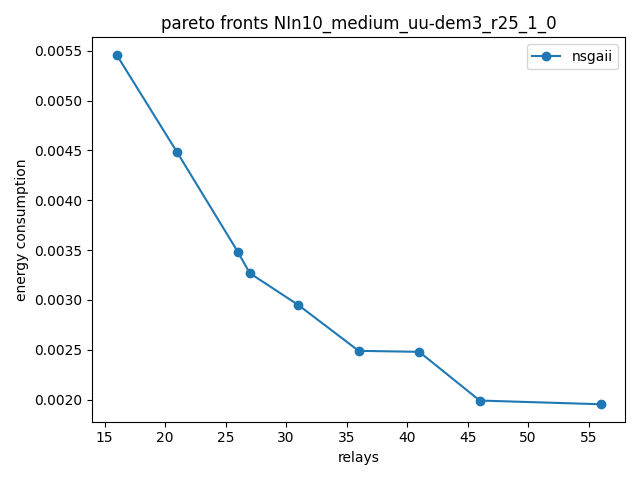 pareto fronts NIn10_medium_uu-dem3_r25_1_0
nsgaii
energy consumption
0.0055
0.0050
0.0045
0.0040
0.0035
0.0030
0.0025
0.0020
15 20 25 30 35 40 45 50 55
relays